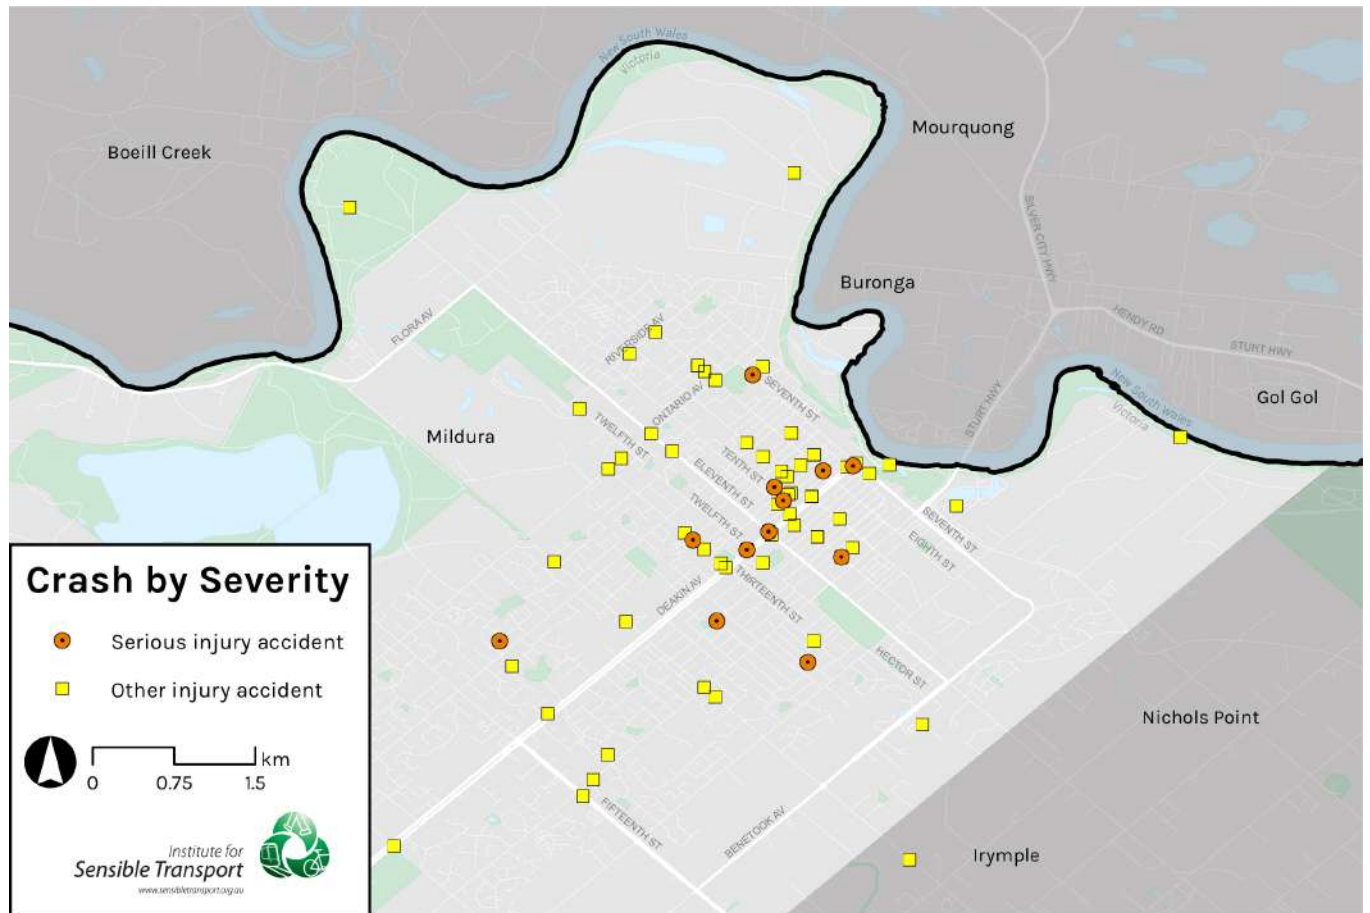 New South Wales
Victoria
Mourquong
Boeill Creek
SILVER CITY HWY
Buronga
FLORA AV
HENDY RD
RIVERSIDE AV
STURT HWY
New South Wales
Victoria
SEVENTH ST
STURT HWY
Gol Gol
ONTARIO AV
Mildura
TWELFTH ST
TENTH ST
ELEVENTH ST
TWELFTH ST
SEVENTH ST
EIGHTH ST
DEAKIN AV
THIRTEENTH ST
HECTOR ST
Nichols Point
FIFTEENTH ST
BENETOOK AV
Irymple
Crash by Severity
Serious injury accident
Other injury accident
km
0 0.75 1.5
Institute for
Sensible Transport
www.sensibletransport.org.au